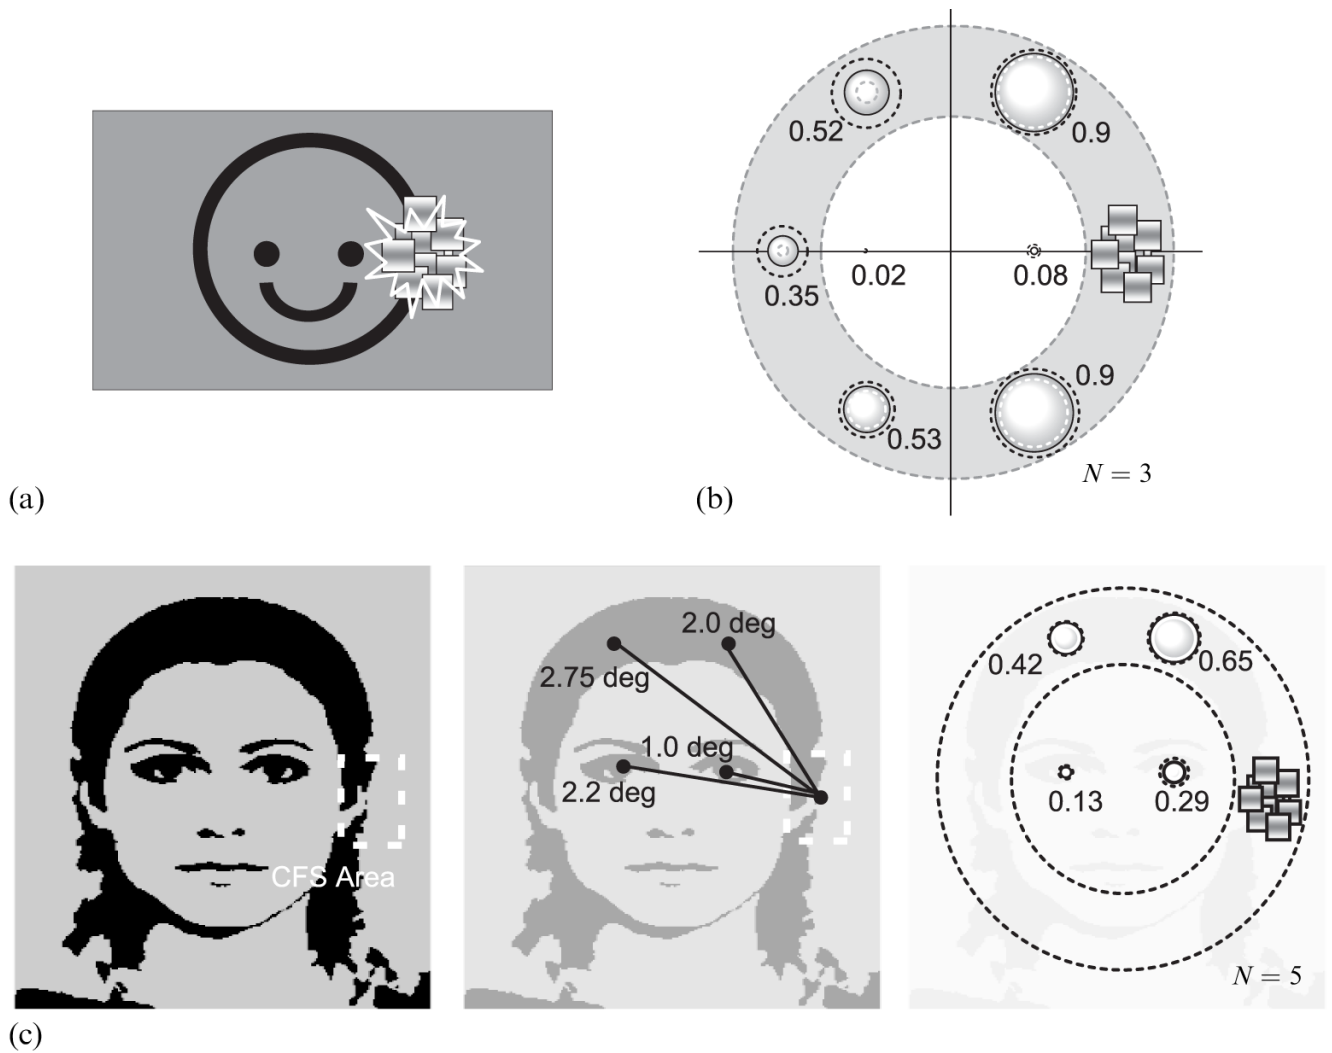 0.52
0.9
0.02
0.08
0.35
0.9
0.53
N = 3
(a)
(b)
2.0 deg
2.75 deg
1.0 deg
2.2 deg
CFS Area
0.42
0.65
0.13
0.29
N = 5
(c)